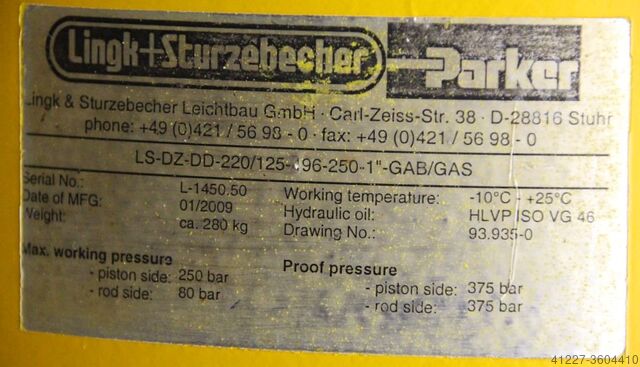 Lingk+Sturzebecher Parker
Lingk & Sturzebecher Leichtbau GmbH · Carl-Zeiss-Str. 38 · D-28816 Stuhr
phone: +49 (0)421 / 56 98 - 0 · fax: +49 (0)421 / 56 98 - 0
LS-DZ-DD-220/125- 96-250-1"-GAB/GAS
Serial No.: L-1450.50 Working temperature: -10°C - +25°C
Date of MFG: 01/2009 Hydraulic oil: HLVP ISO VG 46
Weight: ca. 280 kg Drawing No.: 93.935-0
Max. working pressure Proof pressure
- piston side: 250 bar - piston side: 375 bar
- rod side: 80 bar - rod side: 375 bar
41227-3604410